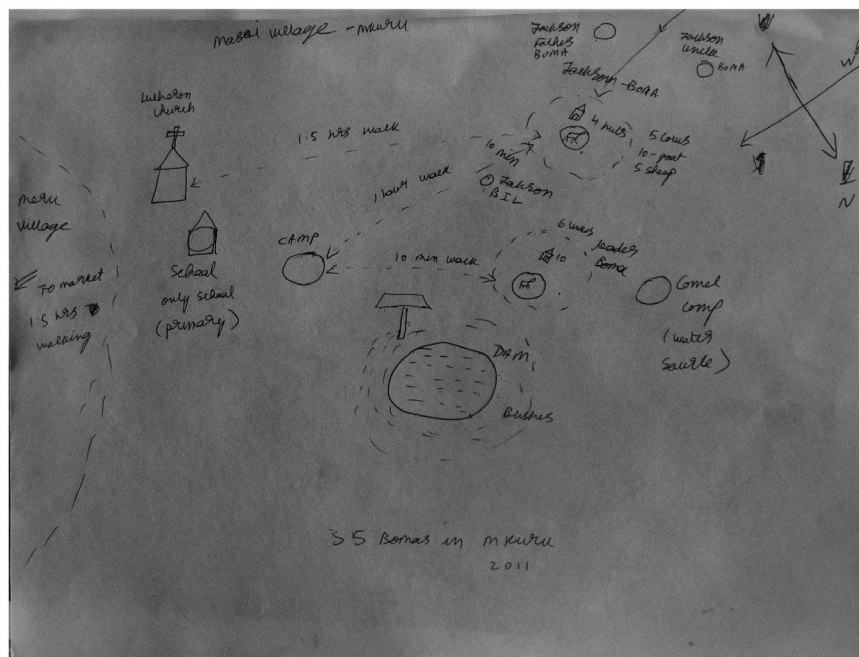 masai village - mkuru
Jackson
Father
BOMA
Jackson
uncle
BOMA
Jackson-BOMA
Lutheron
church
1.5 hrs walk
4 huts
5 cows
10-goat
5 sheep
10 min
1 hour walk
Jackson
BIL
meru
village
CAMP
6 wives
leader
Boma
10
10 min walk
School
only school
(primary)
To market
1.5 hrs
walking
Camel
camp
(water
Source)
DAM
Bushes
N
35 Bomas in mkuru
2011